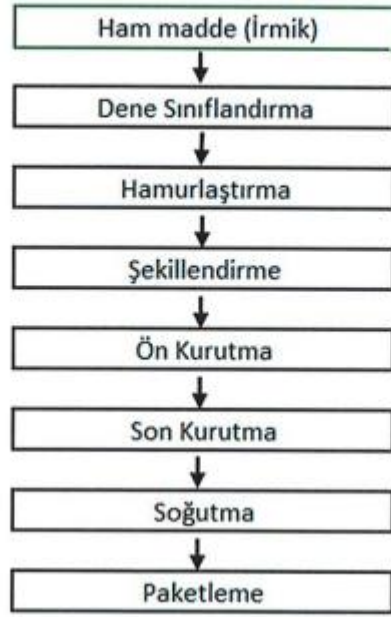 Ham madde (İrmik)
Dene Sınıflandırma
Hamurlaştırma
Şekillendirme
Ön Kurutma
Son Kurutma
Soğutma
Paketleme